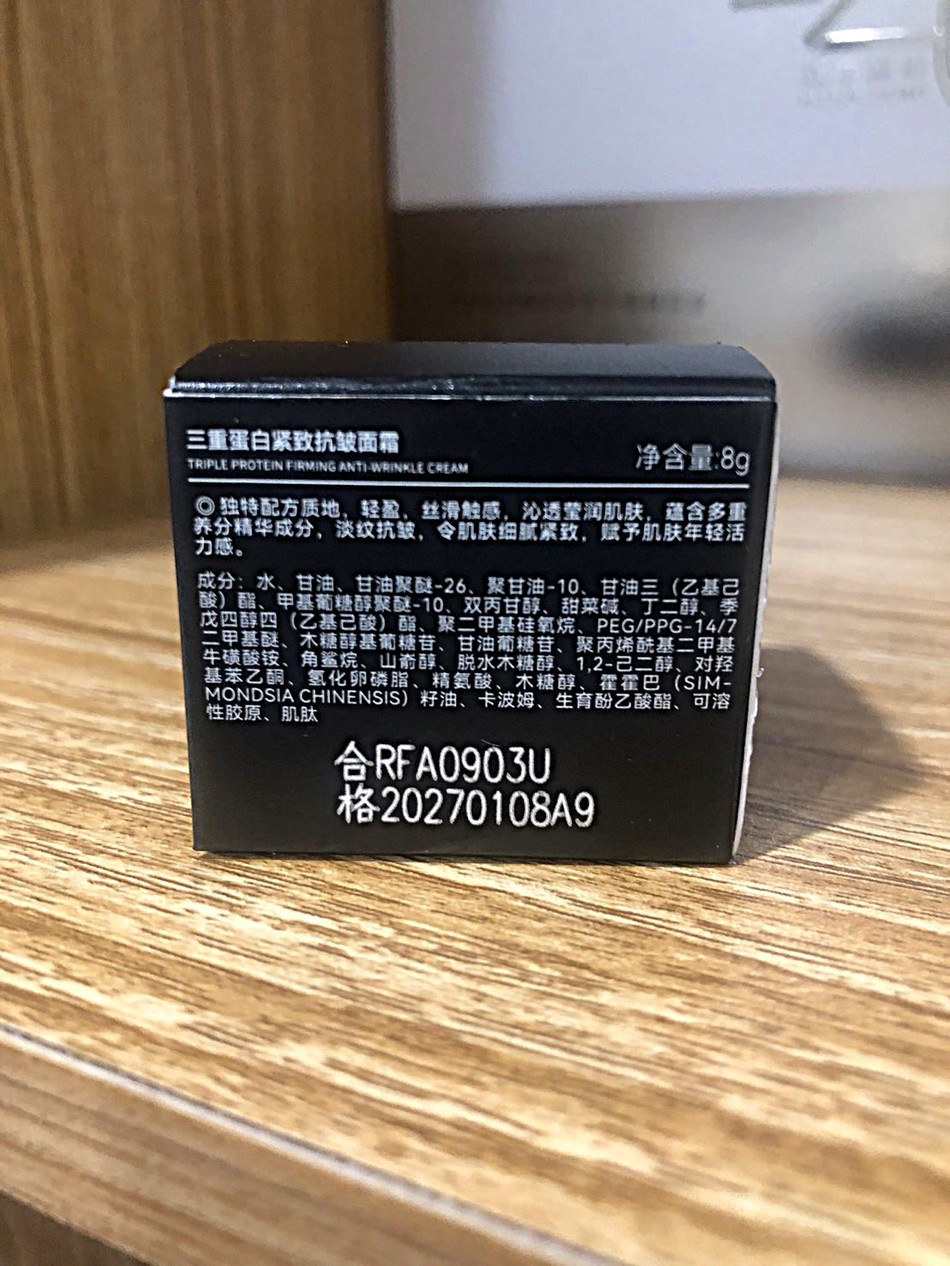 三重蛋白紧致抗皱面霜
TRIPLE PROTEIN FIRMING ANTI-WRINKLE CREAM
净含量:8g
◎ 独特配方质地，轻盈，丝滑触感，沁透莹润肌肤，蕴含多重
养分精华成分，淡纹抗皱，令肌肤细腻紧致，赋予肌肤年轻活
力感。
成分：水、甘油、甘油聚醚-26、聚甘油-10、甘油三（乙基己
酸）酯、甲基葡糖醇聚醚-10、双丙甘醇、甜菜碱、丁二醇、季
戊四醇四（乙基己酸）酯、聚二甲基硅氧烷、PEG/PPG-14/7
二甲基醚、木糖醇基葡糖苷、甘油葡糖苷、聚丙烯酰基二甲基
牛磺酸铵、角鲨烷、山嵛醇、脱水木糖醇、1,2-己二醇、对羟
基苯乙酮、氢化卵磷脂、精氨酸、木糖醇、霍霍巴（SIM-
MONDSIA CHINENSIS）籽油、卡波姆、生育酚乙酸酯、可溶
性胶原、肌肽
合RFA0903U
格20270108A9